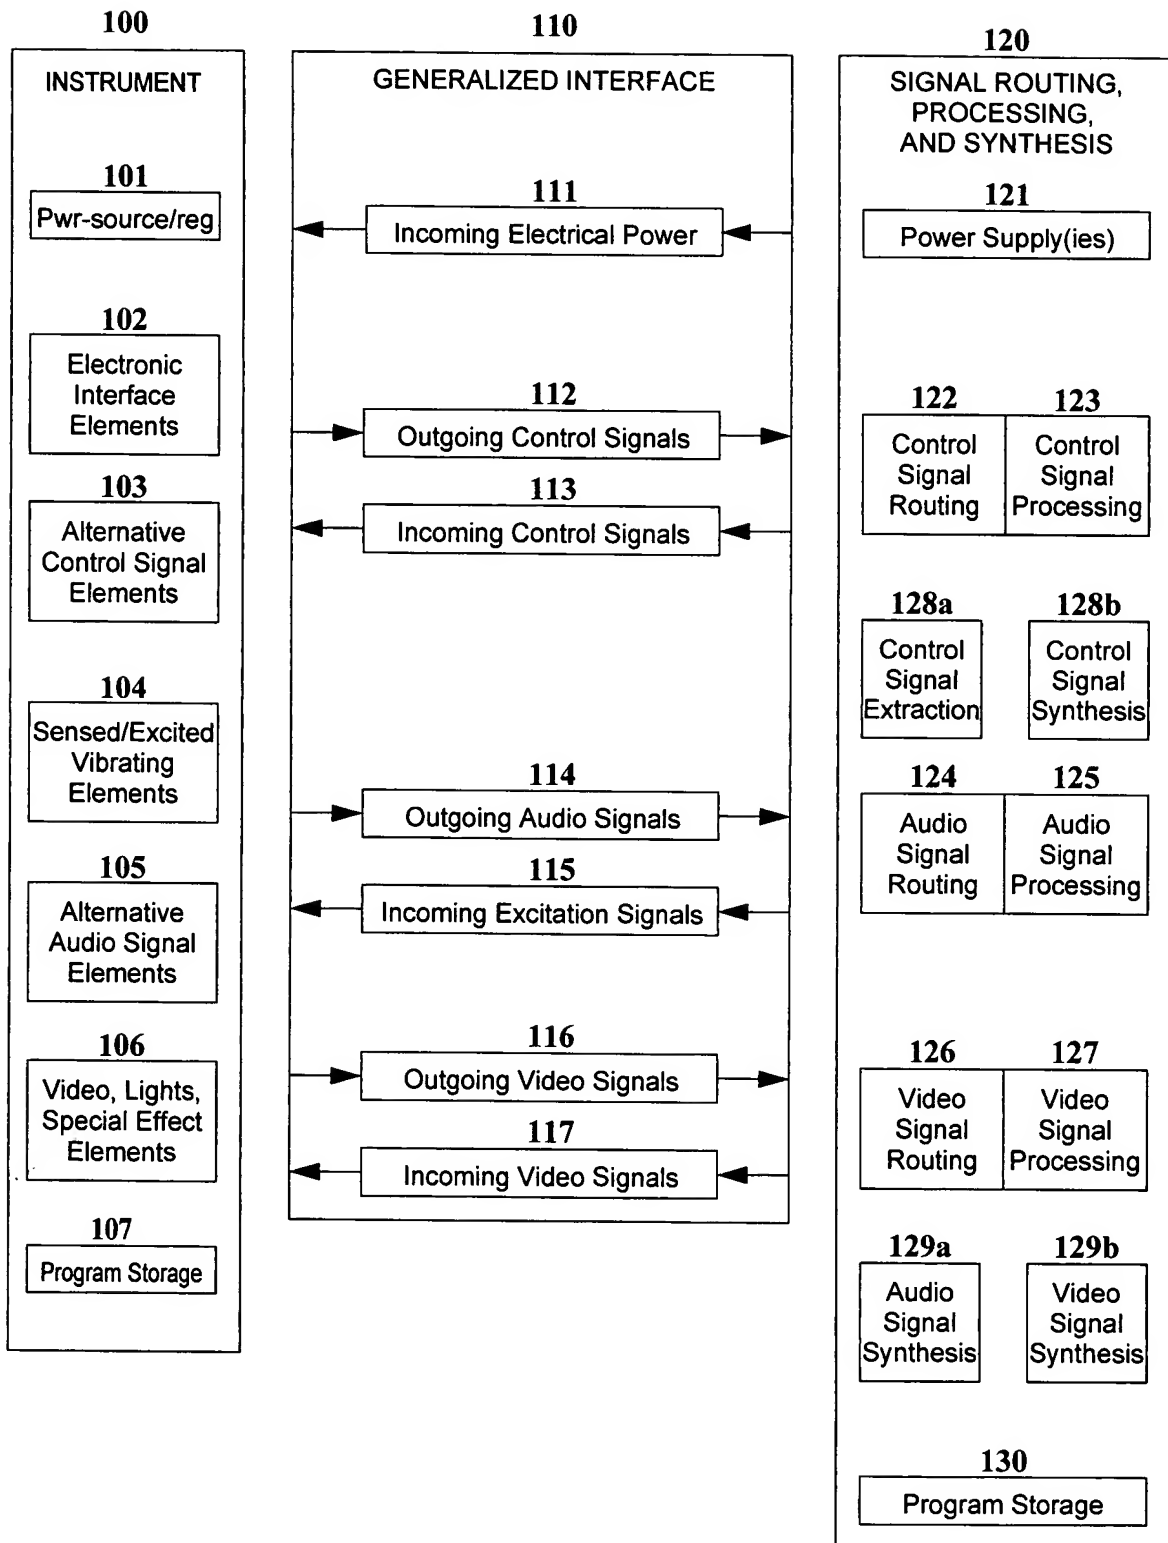 100
INSTRUMENT
101
Pwr-source/reg
102
Electronic
Interface
Elements
103
Alternative
Control Signal
Elements
104
Sensed/Excited
Vibrating
Elements
105
Alternative
Audio Signal
Elements
106
Video, Lights,
Special Effect
Elements
107
Program Storage
110
GENERALIZED INTERFACE
111
Incoming Electrical Power
112
Outgoing Control Signals
113
Incoming Control Signals
114
Outgoing Audio Signals
115
Incoming Excitation Signals
116
Outgoing Video Signals
117
Incoming Video Signals
120
SIGNAL ROUTING,
PROCESSING,
AND SYNTHESIS
121
Power Supply(ies)
122
Control
Signal
Routing
123
Control
Signal
Processing
128a
Control
Signal
Extraction
128b
Control
Signal
Synthesis
124
Audio
Signal
Routing
125
Audio
Signal
Processing
126
Video
Signal
Routing
127
Video
Signal
Processing
129a
Audio
Signal
Synthesis
129b
Video
Signal
Synthesis
130
Program Storage